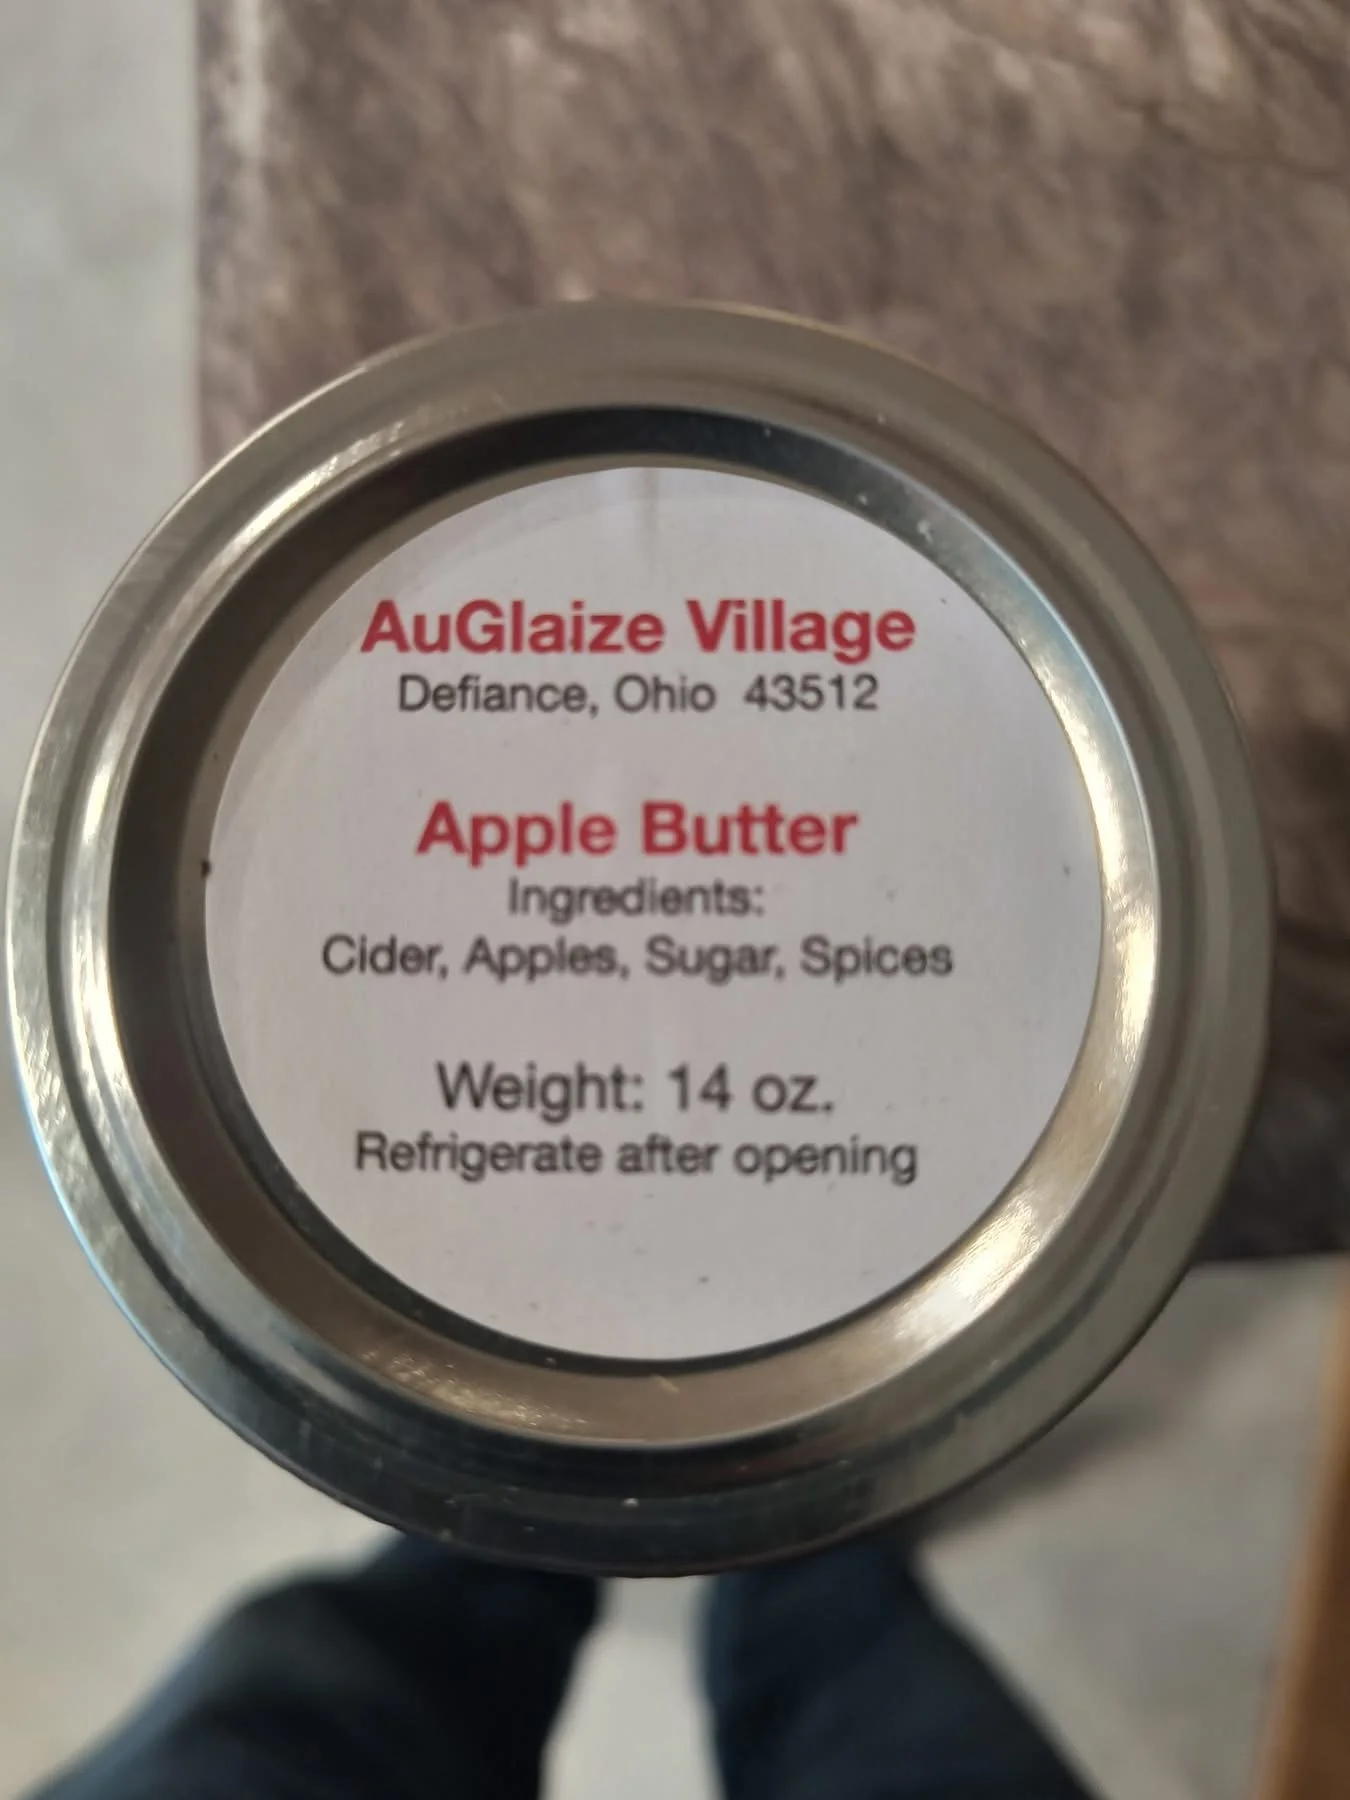 AuGlaize Village
Defiance, Ohio 43512
Apple Butter
Ingredients:
Cider, Apples, Sugar, Spices
Weight: 14 oz.
Refrigerate after opening